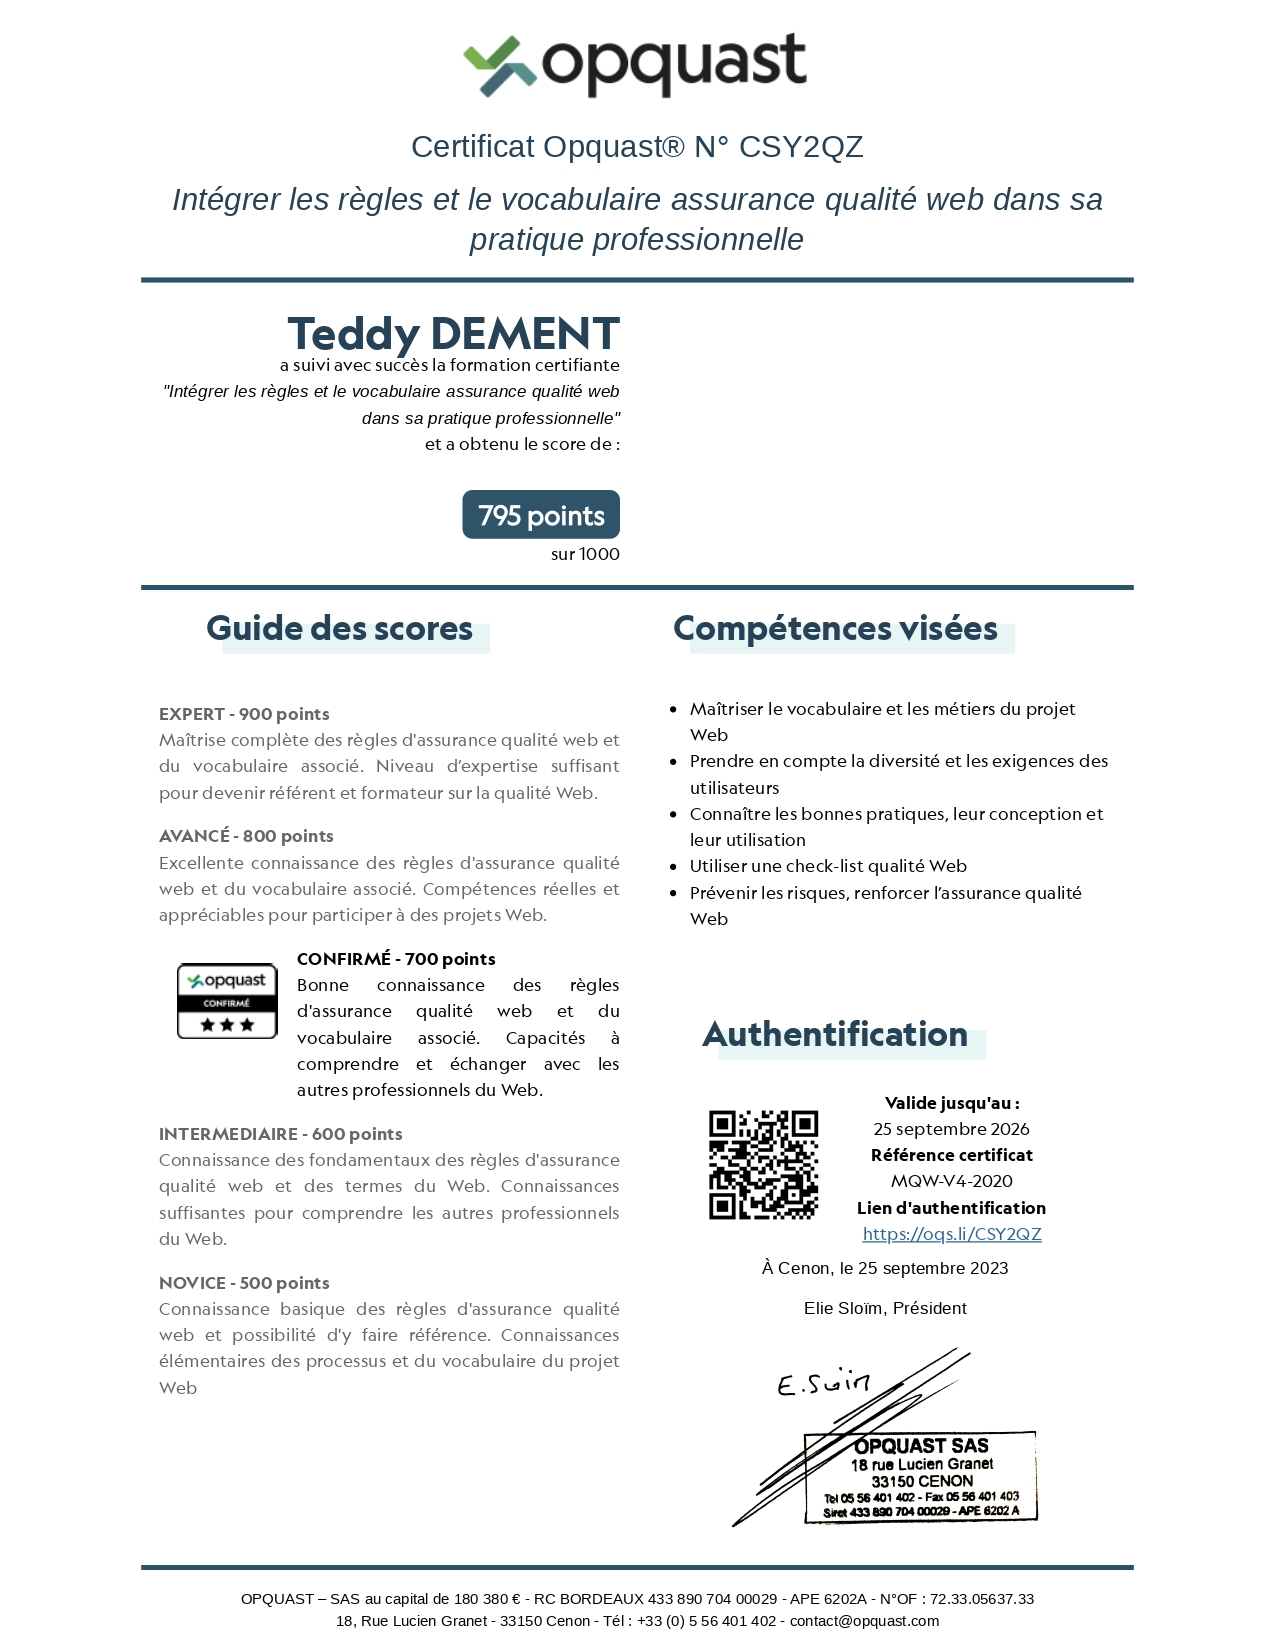 opquast
Certificat Opquast® N° CSY2QZ
Intégrer les règles et le vocabulaire assurance qualité web dans sa
pratique professionnelle
Teddy DEMENT
a suivi avec succès la formation certifiante
"Intégrer les règles et le vocabulaire assurance qualité web
dans sa pratique professionnelle"
et a obtenu le score de :
795 points
sur 1000
Guide des scores
EXPERT - 900 points
Maîtrise complète des règles d'assurance qualité web et
du vocabulaire associé. Niveau d’expertise suffisant
pour devenir référent et formateur sur la qualité Web.
AVANCÉ - 800 points
Excellente connaissance des règles d'assurance qualité
web et du vocabulaire associé. Compétences réelles et
appréciables pour participer à des projets Web.
opquast
CONFIRMÉ
CONFIRMÉ - 700 points
Bonne connaissance des règles
d'assurance qualité web et du
vocabulaire associé. Capacités à
comprendre et échanger avec les
autres professionnels du Web.
INTERMEDIAIRE - 600 points
Connaissance des fondamentaux des règles d'assurance
qualité web et des termes du Web. Connaissances
suffisantes pour comprendre les autres professionnels
du Web.
NOVICE - 500 points
Connaissance basique des règles d'assurance qualité
web et possibilité d'y faire référence. Connaissances
élémentaires des processus et du vocabulaire du projet
Web
Compétences visées
• Maîtriser le vocabulaire et les métiers du projet
Web
• Prendre en compte la diversité et les exigences des
utilisateurs
• Connaître les bonnes pratiques, leur conception et
leur utilisation
• Utiliser une check-list qualité Web
• Prévenir les risques, renforcer l’assurance qualité
Web
Authentification
Valide jusqu'au :
25 septembre 2026
Référence certificat
MQW-V4-2020
Lien d'authentification
https://oqs.li/CSY2QZ
À Cenon, le 25 septembre 2023
Elie Sloïm, Président
OPQUAST SAS
18 rue Lucien Granet
33150 CENON
Tel 05 56 401 402 - Fax 05 56 401 403
Siret 433 890 704 00029 - APE 6202 A
OPQUAST – SAS au capital de 180 380 € - RC BORDEAUX 433 890 704 00029 - APE 6202A - N°OF : 72.33.05637.33
18, Rue Lucien Granet - 33150 Cenon - Tél : +33 (0) 5 56 401 402 - contact@opquast.com